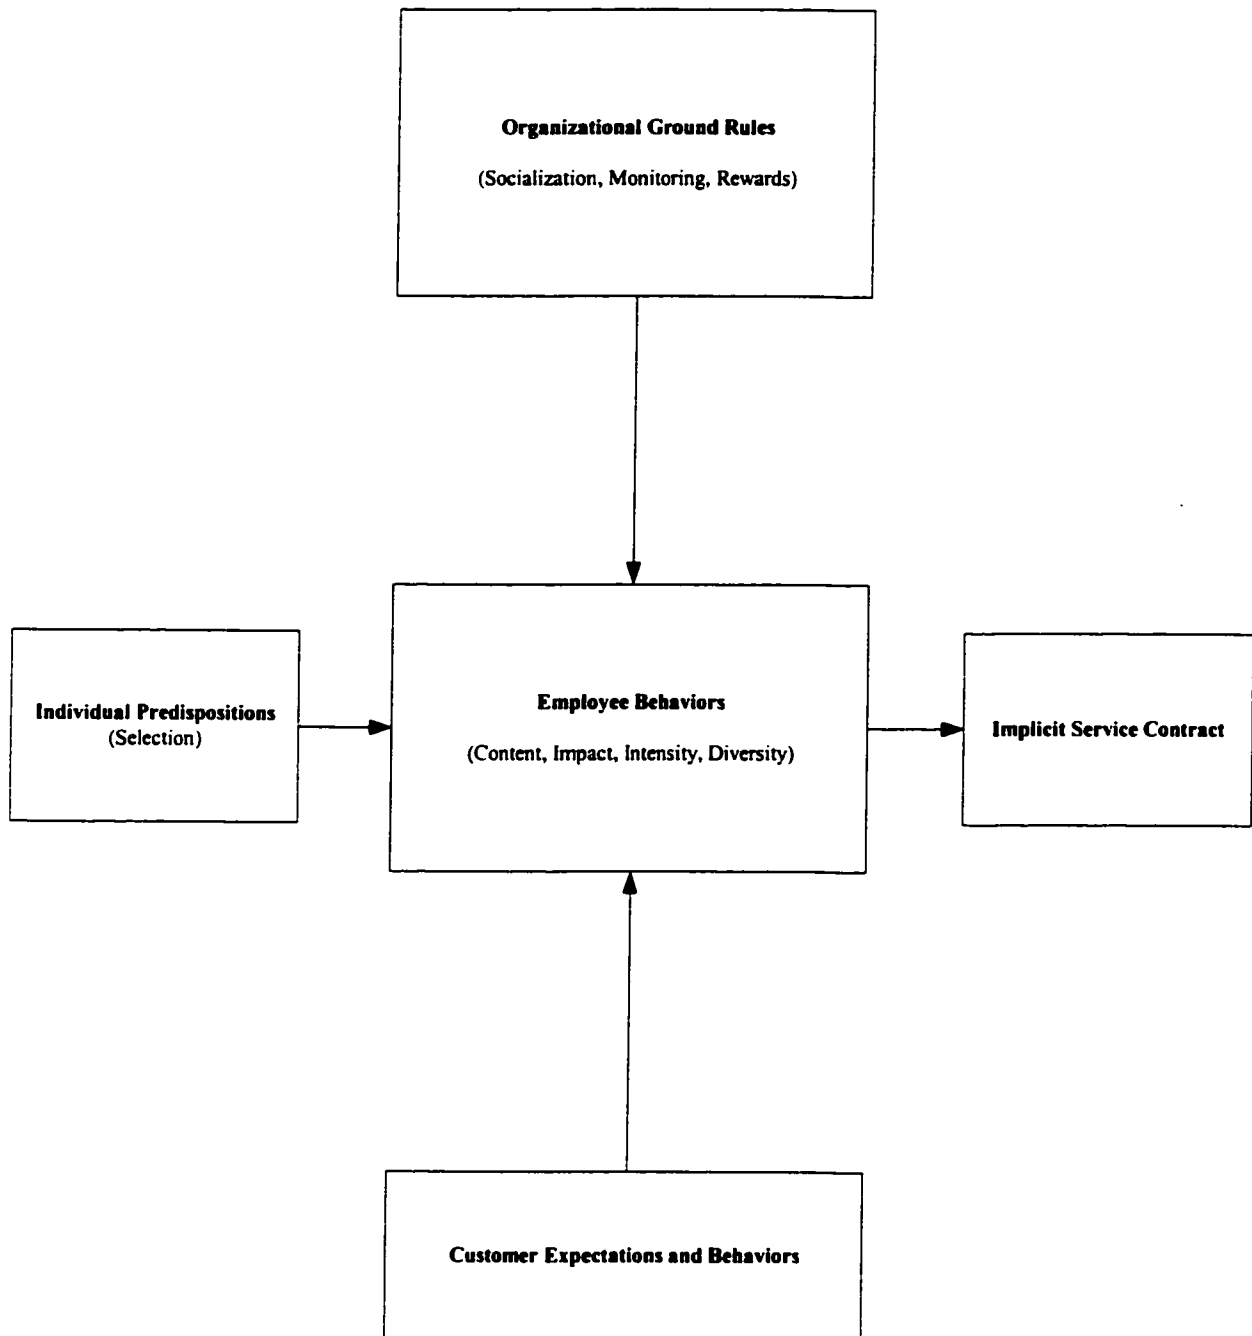 Organizational Ground Rules
(Socialization, Monitoring, Rewards)
Individual Predispositions
(Selection)
Employee Behaviors
(Content, Impact, Intensity, Diversity)
Implicit Service Contract
Customer Expectations and Behaviors